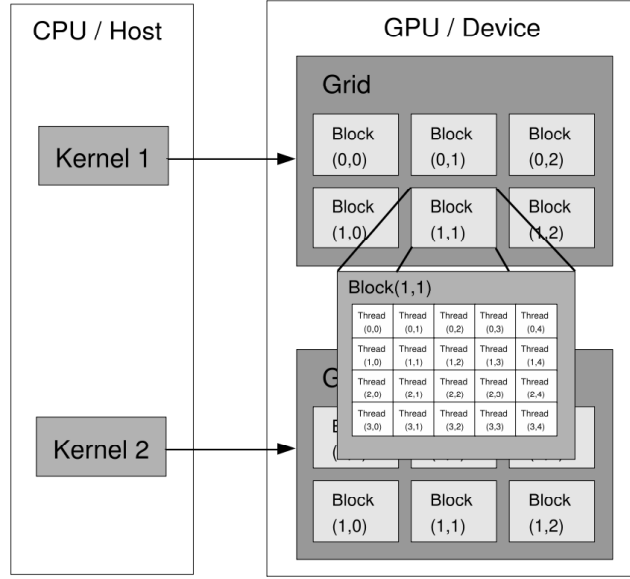 CPU / Host
GPU / Device
Grid
Kernel 1
Block
(0,0)
Block
(0,1)
Block
(0,2)
Block
(1,0)
Block
(1,1)
Block
(1,2)
Block(1,1)
Thread
(0,0)
Thread
(0,1)
Thread
(0,2)
Thread
(0,3)
Thread
(0,4)
Thread
(1,0)
Thread
(1,1)
Thread
(1,2)
Thread
(1,3)
Thread
(1,4)
Thread
(2,0)
Thread
(2,1)
Thread
(2,2)
Thread
(2,3)
Thread
(2,4)
Thread
(3,0)
Thread
(3,1)
Thread
(3,2)
Thread
(3,3)
Thread
(3,4)
Kernel 2
Block
(1,0)
Block
(1,1)
Block
(1,2)